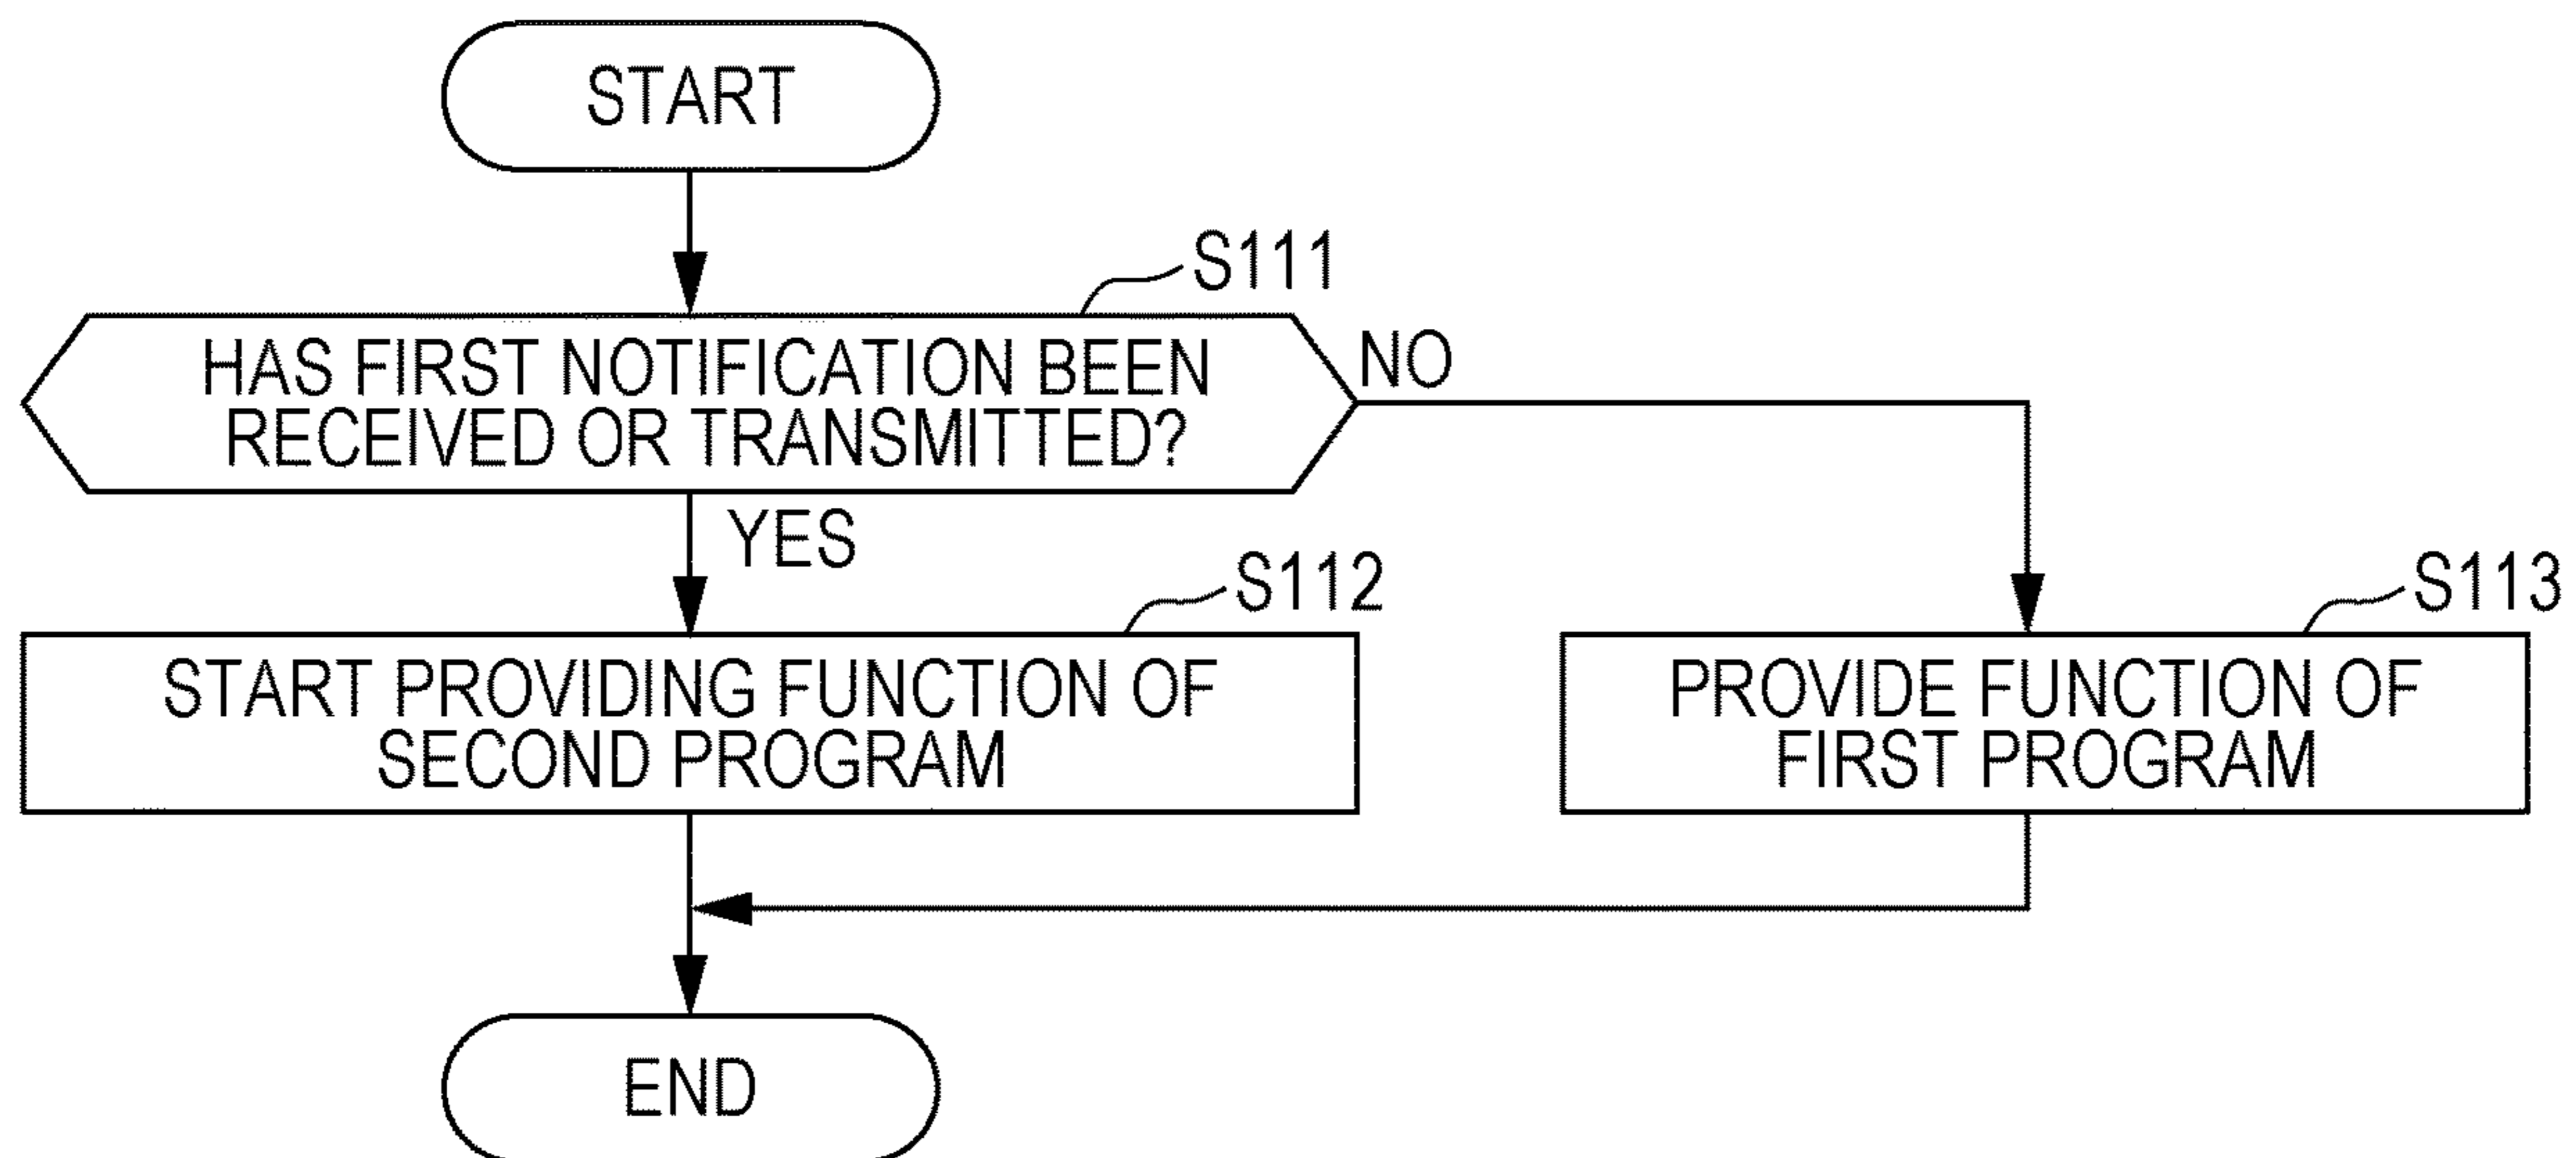 START
S111
HAS FIRST NOTIFICATION BEEN
RECEIVED OR TRANSMITTED?
NO
YES
S112
START PROVIDING FUNCTION OF
SECOND PROGRAM
S113
PROVIDE FUNCTION OF
FIRST PROGRAM
END